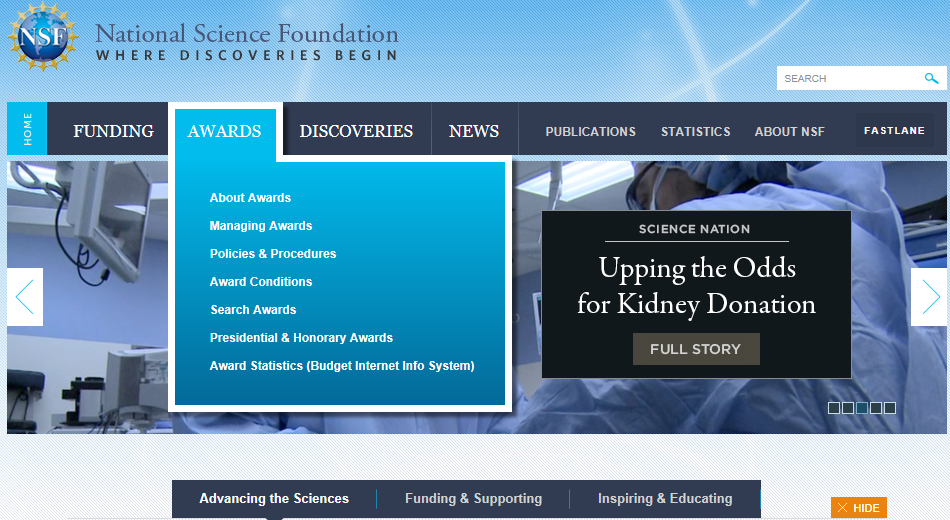 NSF
National Science Foundation
WHERE DISCOVERIES BEGIN
SEARCH
HOME
FUNDING
AWARDS
DISCOVERIES
NEWS
PUBLICATIONS
STATISTICS
ABOUT NSF
FASTLANE
About Awards
Managing Awards
Policies & Procedures
Award Conditions
Search Awards
Presidential & Honorary Awards
Award Statistics (Budget Internet Info System)
SCIENCE NATION
Upping the Odds
for Kidney Donation
FULL STORY
Advancing the Sciences
Funding & Supporting
Inspiring & Educating
HIDE